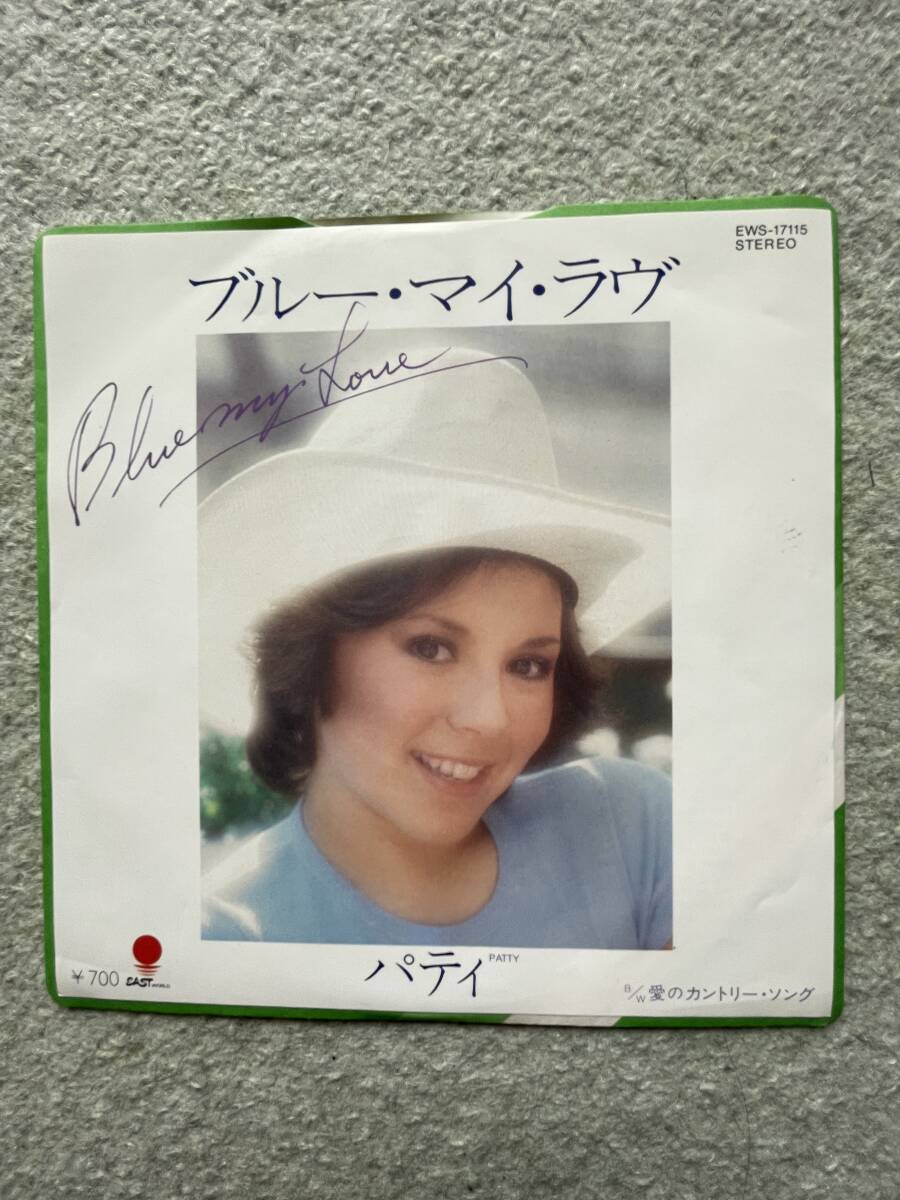 EWS-17115
STEREO
ブルー・マイ・ラヴ
Blue my Love
パティ
PATTY
¥700
EAST WORLD
B/W 愛のカントリー・ソング